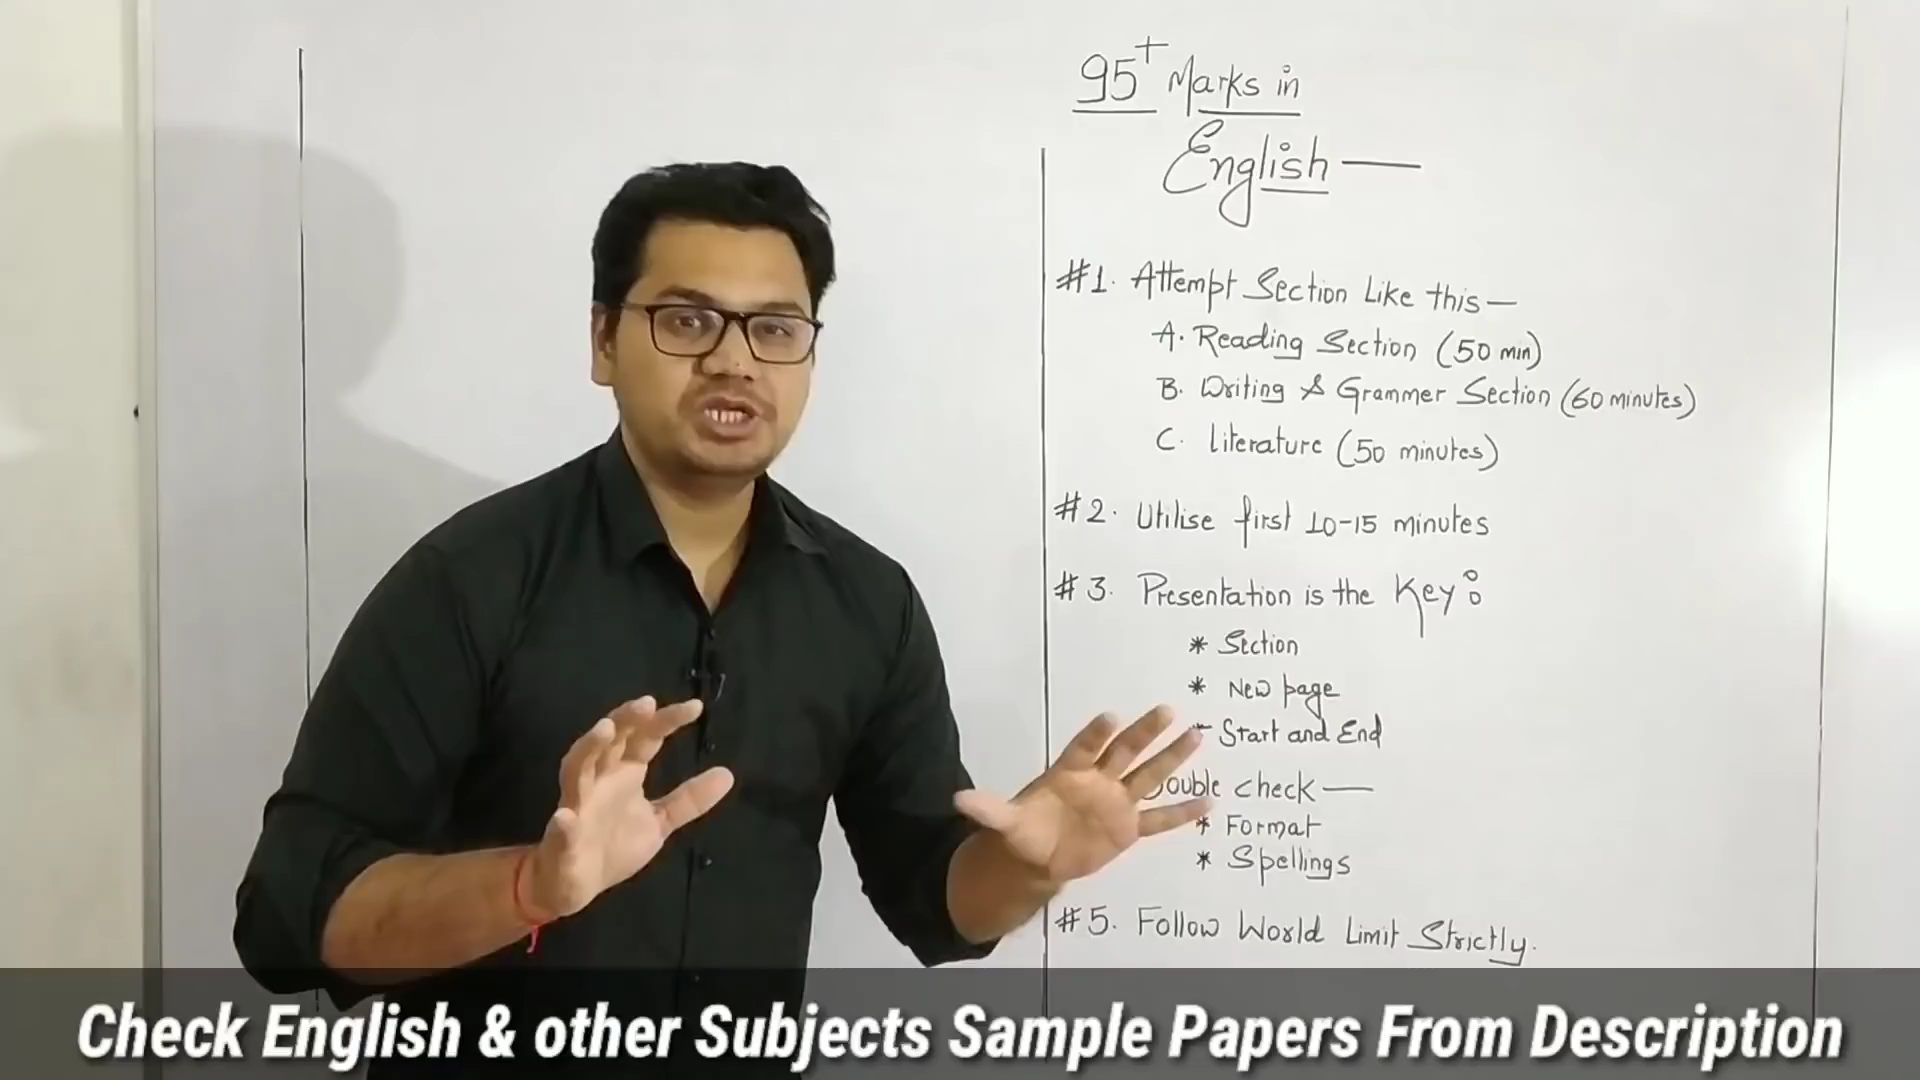 95+ Marks in
English —
#1. Attempt Section Like this —
A. Reading Section (50 min)
B. Writing & Grammer Section (60 minutes)
C. Literature (50 minutes)
#2. Utilise first 10-15 minutes
#3. Presentation is the Key:
* Section
* New page
* Start and End
ouble check —
* Format
* Spellings
#5. Follow World Limit Strictly.
Check English & other Subjects Sample Papers From Description